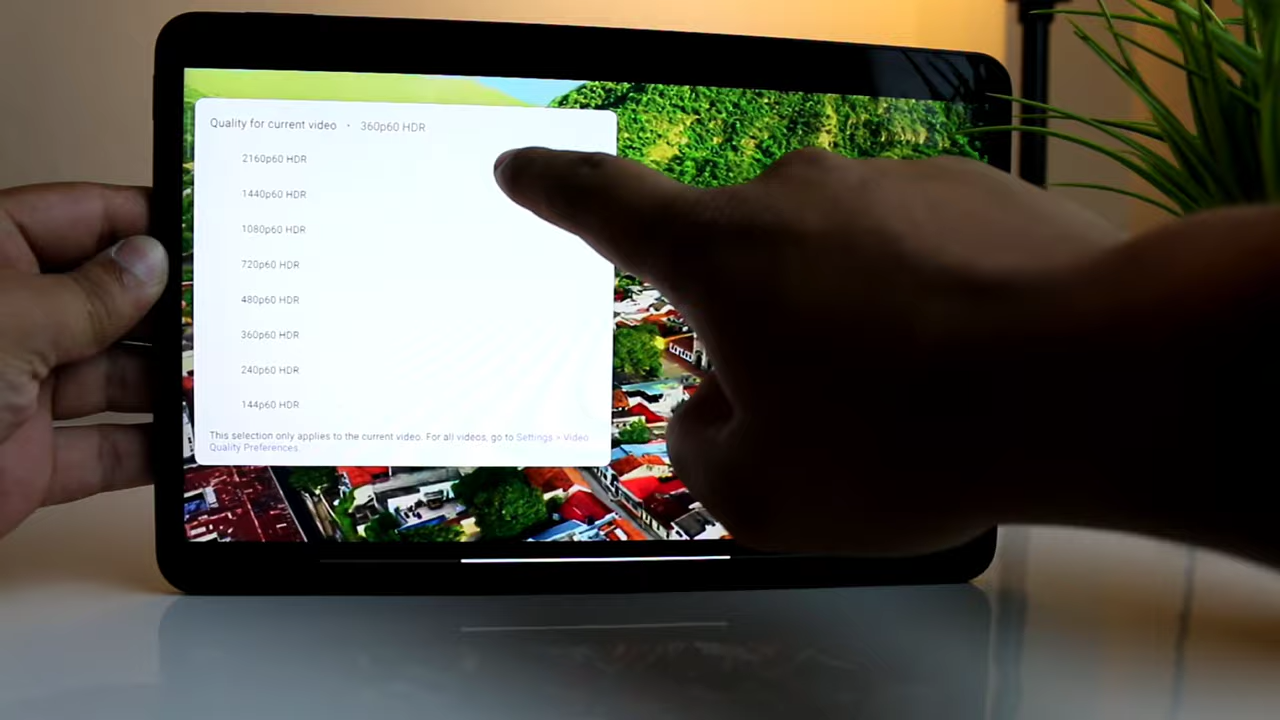 Quality for current video • 360p60 HDR
2160p60 HDR
1440p60 HDR
1080p60 HDR
720p60 HDR
480p60 HDR
360p60 HDR
240p60 HDR
144p60 HDR
This selection only applies to the current video. For all videos, go to Settings > Video
Quality Preferences.